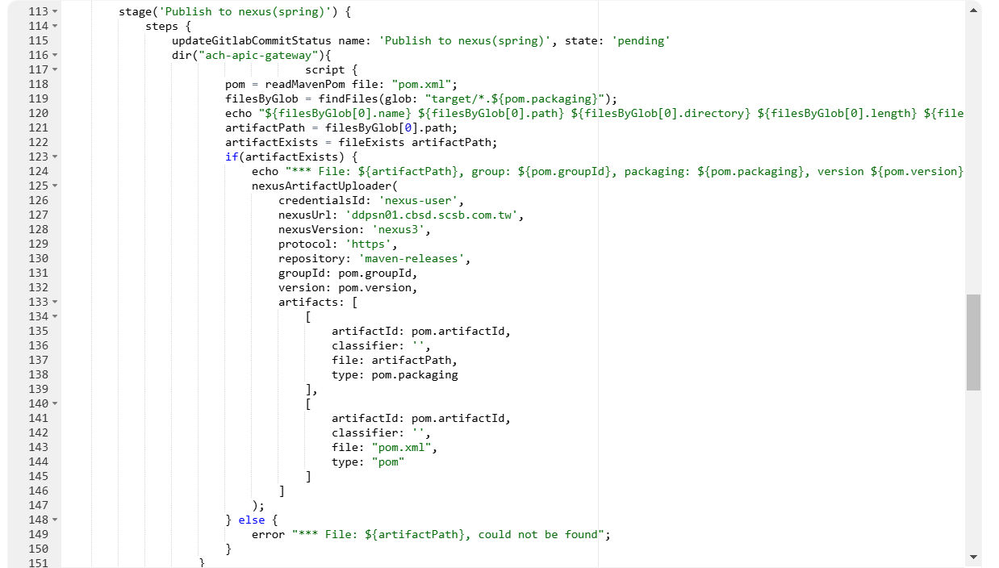 113 stage('Publish to nexus(spring)') {
114 steps {
115 updateGitlabCommitStatus name: 'Publish to nexus(spring)', state: 'pending'
116 dir("ach-apic-gateway"){
117 script {
118 pom = readMavenPom file: "pom.xml";
119 filesByGlob = findFiles(glob: "target/*.${pom.packaging}");
120 echo "${filesByGlob[0].name} ${filesByGlob[0].path} ${filesByGlob[0].directory} ${filesByGlob[0].length} ${file
121 artifactPath = filesByGlob[0].path;
122 artifactExists = fileExists artifactPath;
123 if(artifactExists) {
124 echo "*** File: ${artifactPath}, group: ${pom.groupId}, packaging: ${pom.packaging}, version ${pom.version}
125 nexusArtifactUploader(
126 credentialsId: 'nexus-user',
127 nexusUrl: 'ddpsn01.cbsd.scsb.com.tw',
128 nexusVersion: 'nexus3',
129 protocol: 'https',
130 repository: 'maven-releases',
131 groupId: pom.groupId,
132 version: pom.version,
133 artifacts: [
134 [
135 artifactId: pom.artifactId,
136 classifier: '',
137 file: artifactPath,
138 type: pom.packaging
139 ],
140 [
141 artifactId: pom.artifactId,
142 classifier: '',
143 file: "pom.xml",
144 type: "pom"
145 ]
146 ]
147 );
148 } else {
149 error "*** File: ${artifactPath}, could not be found";
150 }
151 }